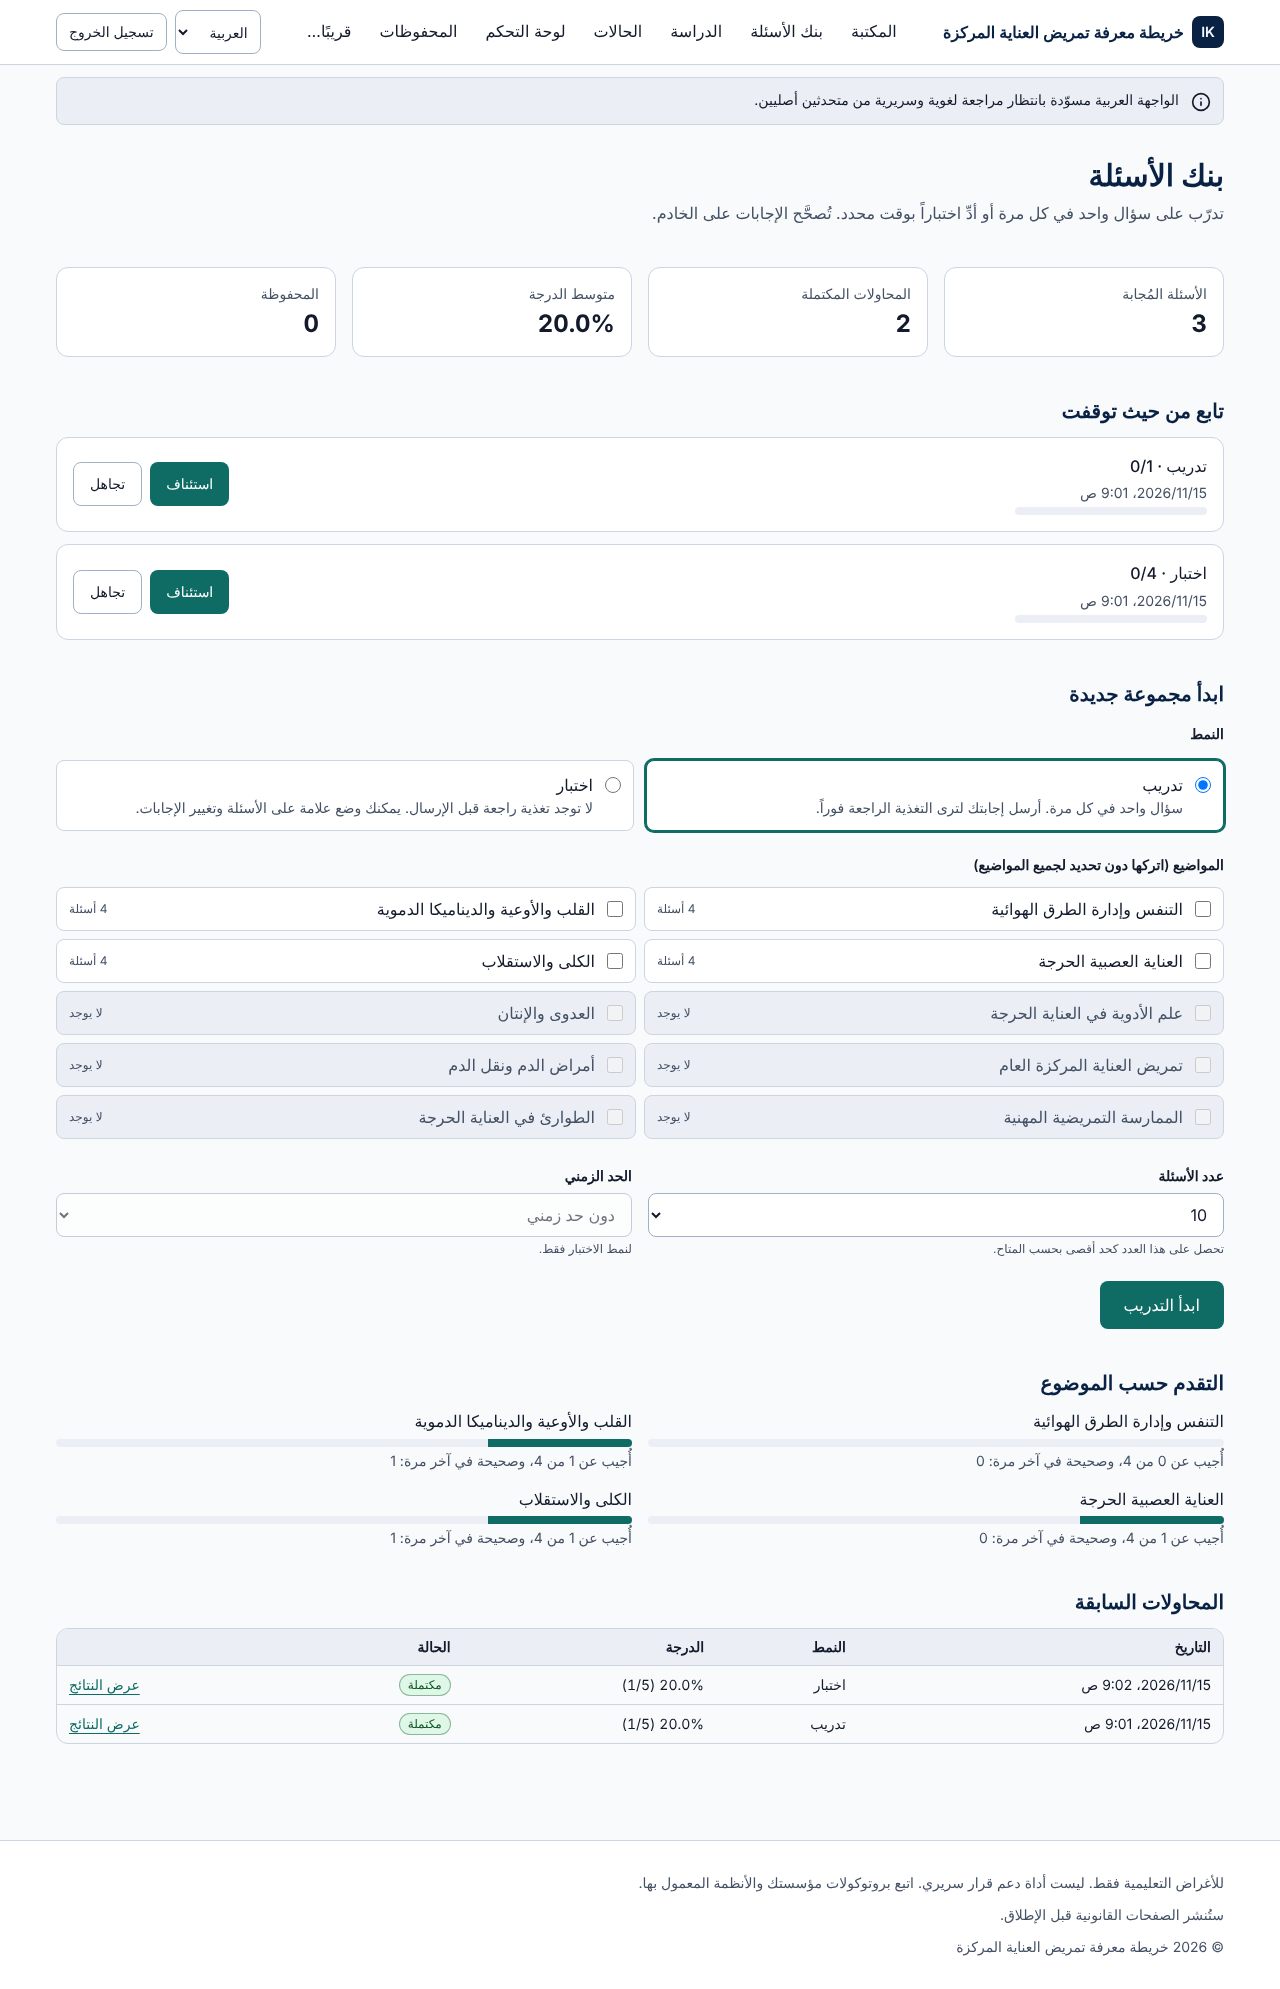 IK خريطة معرفة تمريض العناية المركزة المكتبة بنك الأسئلة الدراسة الحالات لوحة التحكم المحفوظات قريبًا... العربية تسجيل الخروج
الواجهة العربية مسوّدة بانتظار مراجعة لغوية وسريرية من متحدثين أصليين.
بنك الأسئلة
تدرّب على سؤال واحد في كل مرة أو أدِّ اختباراً بوقت محدد. تُصحَّح الإجابات على الخادم.
الأسئلة المُجابة
3
المحاولات المكتملة
2
متوسط الدرجة
20.0%
المحفوظة
0
تابع من حيث توقفت
تدريب · 0/1
2026/11/15، 9:01 ص
استئناف تجاهل
اختبار · 0/4
2026/11/15، 9:01 ص
استئناف تجاهل
ابدأ مجموعة جديدة
النمط
تدريب
سؤال واحد في كل مرة. أرسل إجابتك لترى التغذية الراجعة فوراً.
اختبار
لا توجد تغذية راجعة قبل الإرسال. يمكنك وضع علامة على الأسئلة وتغيير الإجابات.
المواضيع (اتركها دون تحديد لجميع المواضيع)
التنفس وإدارة الطرق الهوائية 4 أسئلة
القلب والأوعية والديناميكا الدموية 4 أسئلة
العناية العصبية الحرجة 4 أسئلة
الكلى والاستقلاب 4 أسئلة
علم الأدوية في العناية الحرجة لا يوجد
العدوى والإنتان لا يوجد
تمريض العناية المركزة العام لا يوجد
أمراض الدم ونقل الدم لا يوجد
الممارسة التمريضية المهنية لا يوجد
الطوارئ في العناية الحرجة لا يوجد
عدد الأسئلة
10
تحصل على هذا العدد كحد أقصى بحسب المتاح.
الحد الزمني
دون حد زمني
لنمط الاختبار فقط.
ابدأ التدريب
التقدم حسب الموضوع
التنفس وإدارة الطرق الهوائية
أُجيب عن 0 من 4، وصحيحة في آخر مرة: 0
القلب والأوعية والديناميكا الدموية
أُجيب عن 1 من 4، وصحيحة في آخر مرة: 1
العناية العصبية الحرجة
أُجيب عن 1 من 4، وصحيحة في آخر مرة: 0
الكلى والاستقلاب
أُجيب عن 1 من 4، وصحيحة في آخر مرة: 1
المحاولات السابقة
التاريخ النمط الدرجة الحالة
2026/11/15، 9:02 ص اختبار 20.0% (1/5) مكتملة عرض النتائج
2026/11/15، 9:01 ص تدريب 20.0% (1/5) مكتملة عرض النتائج
للأغراض التعليمية فقط. ليست أداة دعم قرار سريري. اتبع بروتوكولات مؤسستك والأنظمة المعمول بها.
ستُنشر الصفحات القانونية قبل الإطلاق.
© 2026 خريطة معرفة تمريض العناية المركزة